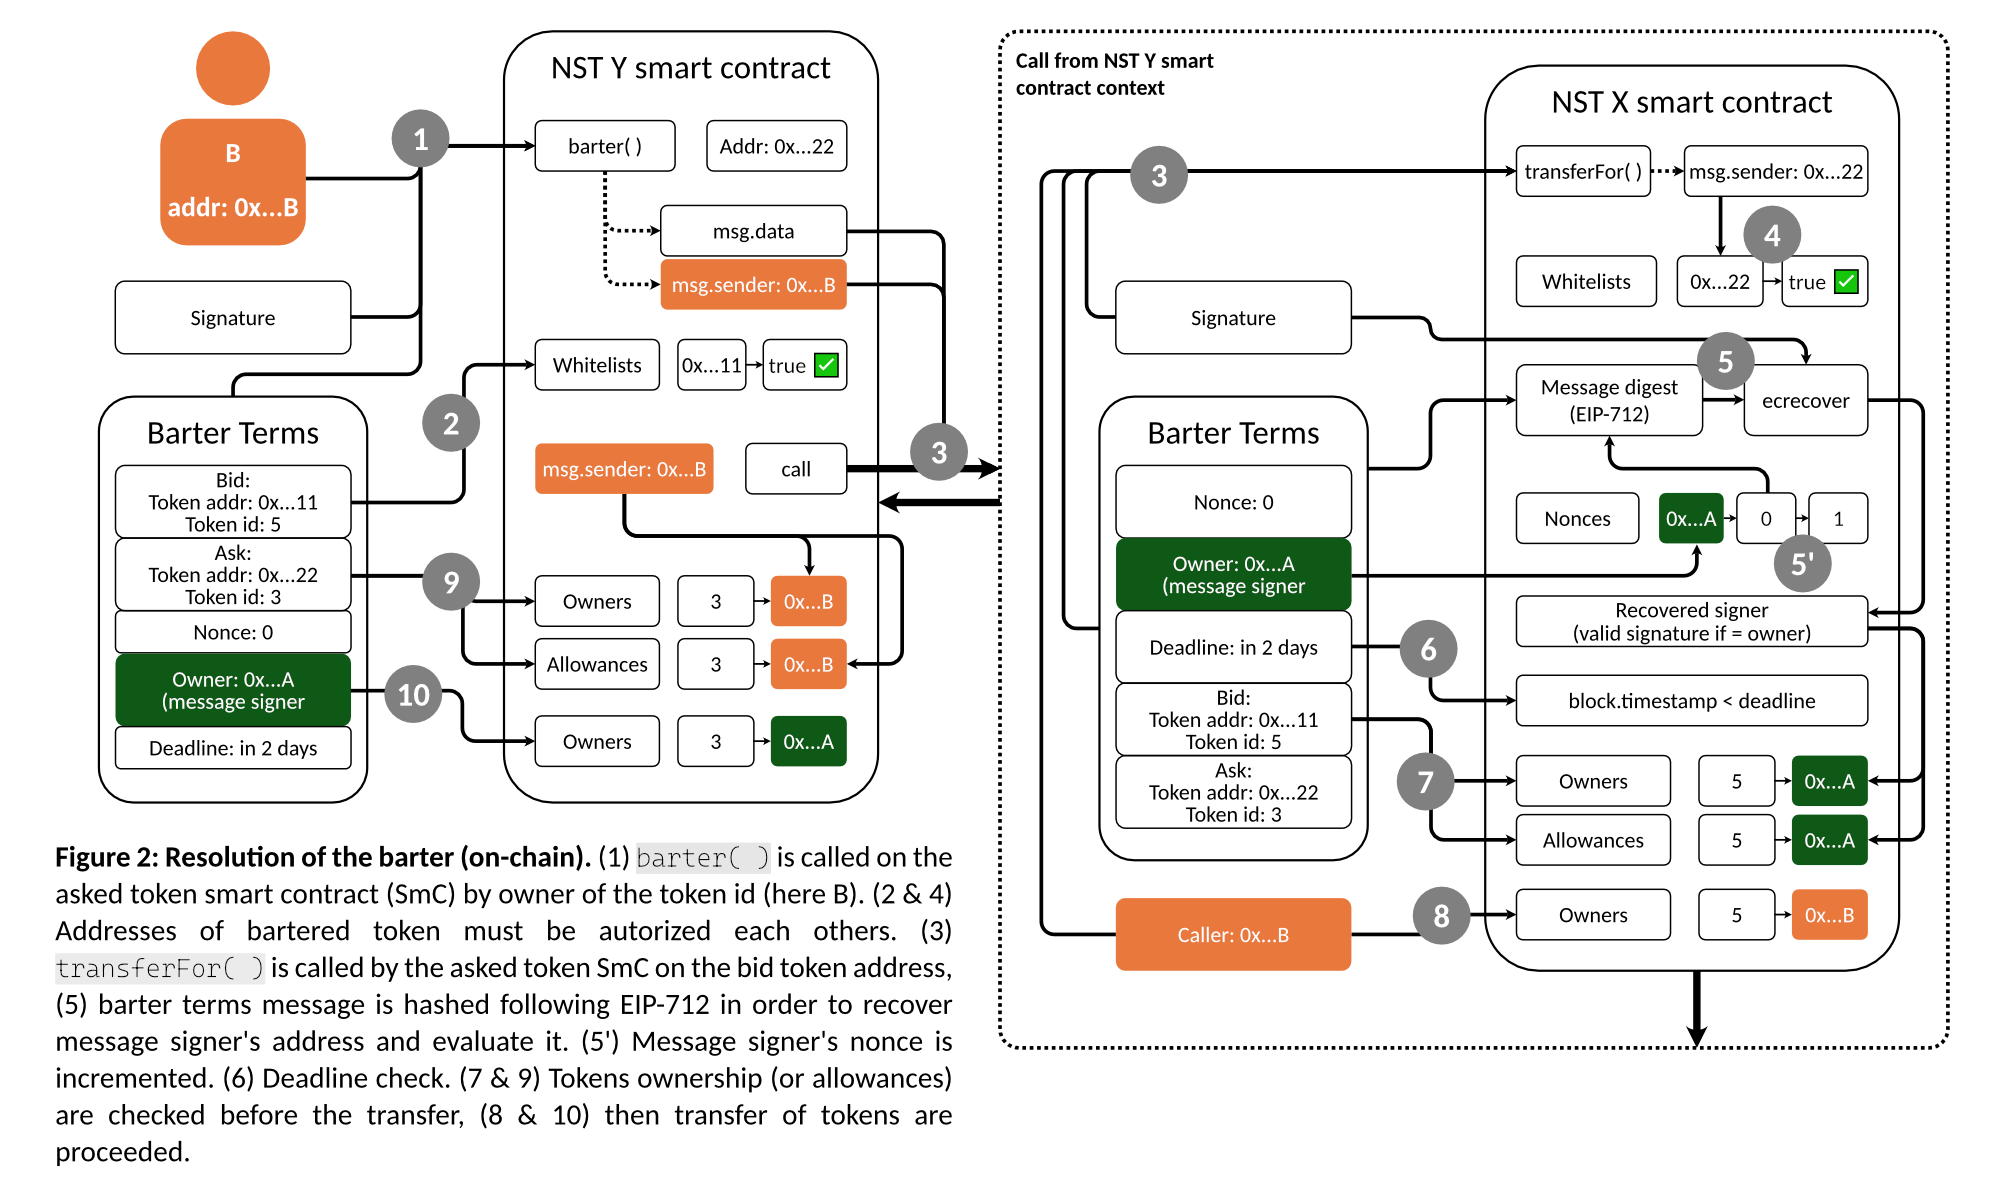 B
addr: 0x...B
Signature
Barter Terms
Bid:
Token addr: 0x...11
Token id: 5
Ask:
Token addr: 0x...22
Token id: 3
Nonce: 0
Owner: 0x...A
(message signer
Deadline: in 2 days
1
2
9
10
NST Y smart contract
barter( )
Addr: 0x...22
msg.data
msg.sender: 0x...B
Whitelists
0x...11
true
msg.sender: 0x...B
call
3
Owners
3
0x...B
Allowances
3
0x...B
Owners
3
0x...A
Call from NST Y smart
contract context
3
Signature
Barter Terms
Nonce: 0
Owner: 0x...A
(message signer
Deadline: in 2 days
Bid:
Token addr: 0x...11
Token id: 5
Ask:
Token addr: 0x...22
Token id: 3
Caller: 0x...B
6
7
8
NST X smart contract
transferFor( )
msg.sender: 0x...22
4
Whitelists
0x...22
true
5
Message digest
(EIP-712)
ecrecover
Nonces
0x...A
0
1
5'
Recovered signer
(valid signature if = owner)
block.timestamp < deadline
Owners
5
0x...A
Allowances
5
0x...A
Owners
5
0x...B
Figure 2: Resolution of the barter (on-chain). (1) barter( ) is called on the
asked token smart contract (SmC) by owner of the token id (here B). (2 & 4)
Addresses of bartered token must be autorized each others. (3)
transferFor( ) is called by the asked token SmC on the bid token address,
(5) barter terms message is hashed following EIP-712 in order to recover
message signer's address and evaluate it. (5') Message signer's nonce is
incremented. (6) Deadline check. (7 & 9) Tokens ownership (or allowances)
are checked before the transfer, (8 & 10) then transfer of tokens are
proceeded.